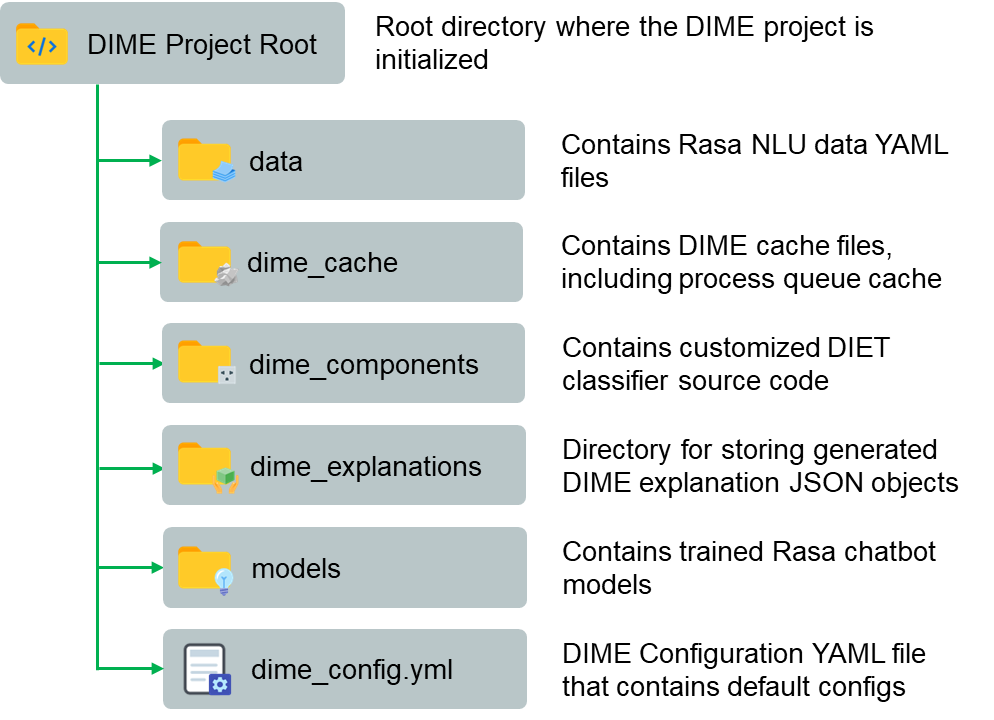 DIME Project Root
Root directory where the DIME project is
initialized
data
Contains Rasa NLU data YAML
files
dime_cache
Contains DIME cache files,
including process queue cache
dime_components
Contains customized DIET
classifier source code
dime_explanations
Directory for storing generated
DIME explanation JSON objects
models
Contains trained Rasa chatbot
models
dime_config.yml
DIME Configuration YAML file
that contains default configs